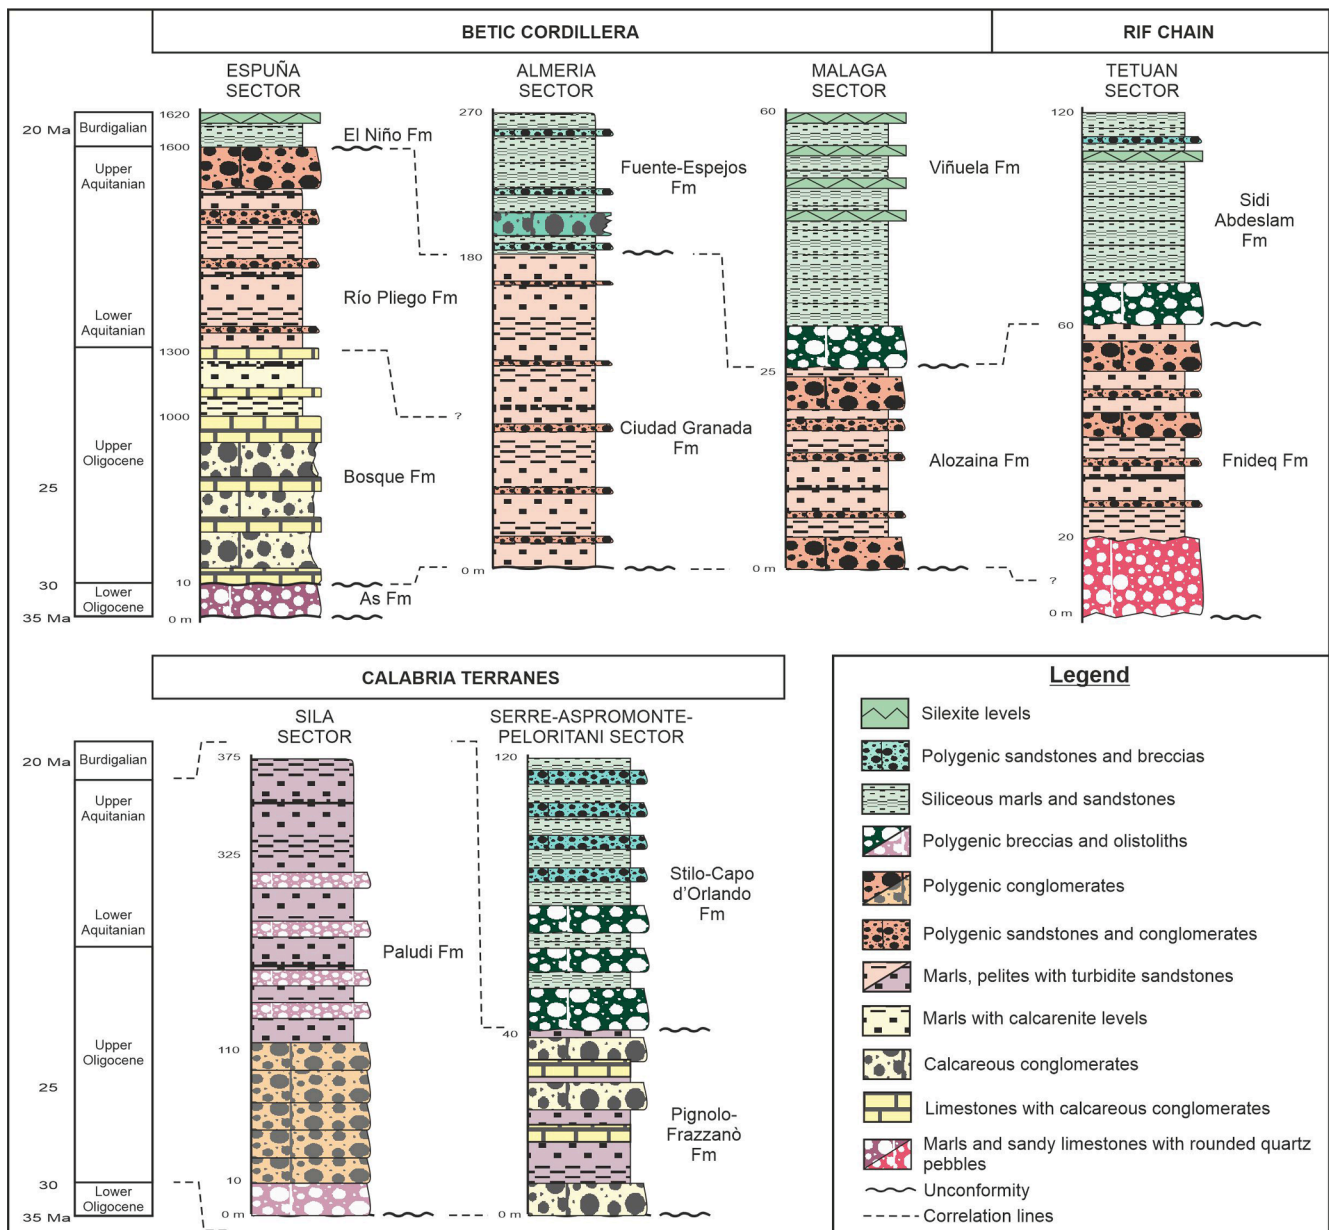 BETIC CORDILLERA
RIF CHAIN
ESPUÑA
SECTOR
ALMERIA
SECTOR
MALAGA
SECTOR
TETUAN
SECTOR
20 Ma
Burdigalian
Upper
Aquitanian
Lower
Aquitanian
Upper
Oligocene
25
30
Lower
Oligocene
35 Ma
1620
1600
1300
1000
10
0 m
El Niño Fm
Río Pliego Fm
Bosque Fm
As Fm
270
180
?
0 m
Fuente-Espejos
Fm
Ciudad Granada
Fm
60
25
0 m
Viñuela Fm
Alozaina Fm
120
60
20
?
0 m
Sidi
Abdeslam
Fm
Fnideq Fm
CALABRIA TERRANES
SILA
SECTOR
SERRE-ASPROMONTE-
PELORITANI SECTOR
20 Ma
Burdigalian
Upper
Aquitanian
Lower
Aquitanian
Upper
Oligocene
25
30
Lower
Oligocene
35 Ma
375
325
110
10
0 m
Paludi Fm
120
40
0 m
Stilo-Capo
d'Orlando
Fm
Pignolo-
Frazzanò
Fm
Legend
Silexite levels
Polygenic sandstones and breccias
Siliceous marls and sandstones
Polygenic breccias and olistoliths
Polygenic conglomerates
Polygenic sandstones and conglomerates
Marls, pelites with turbidite sandstones
Marls with calcarenite levels
Calcareous conglomerates
Limestones with calcareous conglomerates
Marls and sandy limestones with rounded quartz
pebbles
Unconformity
Correlation lines